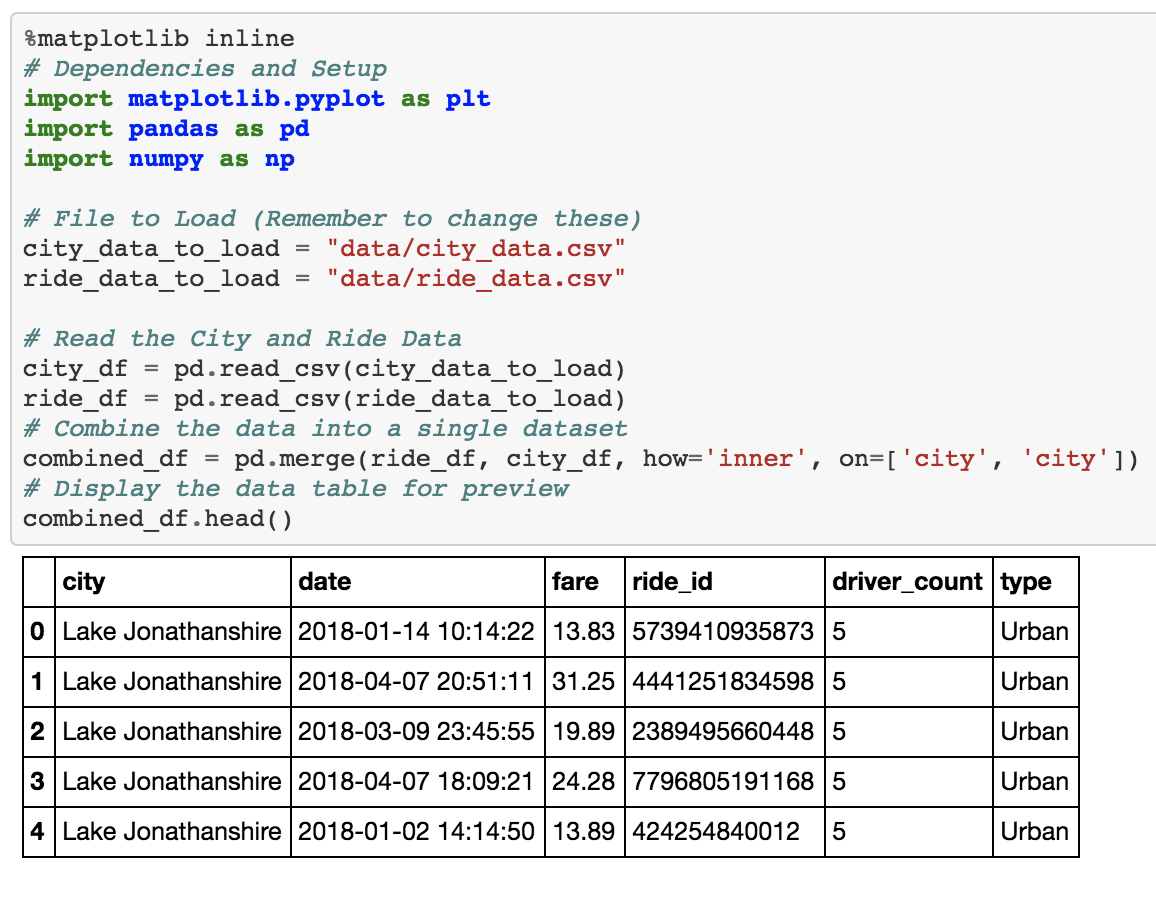 %matplotlib inline
# Dependencies and Setup
import matplotlib.pyplot as plt
import pandas as pd
import numpy as np
# File to Load (Remember to change these)
city_data_to_load = "data/city_data.csv"
ride_data_to_load = "data/ride_data.csv"
# Read the City and Ride Data
city_df = pd.read_csv(city_data_to_load)
ride_df = pd.read_csv(ride_data_to_load)
# Combine the data into a single dataset
combined_df = pd.merge(ride_df, city_df, how='inner', on=['city', 'city'])
# Display the data table for preview
combined_df.head()
city date fare ride_id driver_count type
0 Lake Jonathanshire 2018-01-14 10:14:22 13.83 5739410935873 5 Urban
1 Lake Jonathanshire 2018-04-07 20:51:11 31.25 4441251834598 5 Urban
2 Lake Jonathanshire 2018-03-09 23:45:55 19.89 2389495660448 5 Urban
3 Lake Jonathanshire 2018-04-07 18:09:21 24.28 7796805191168 5 Urban
4 Lake Jonathanshire 2018-01-02 14:14:50 13.89 424254840012 5 Urban